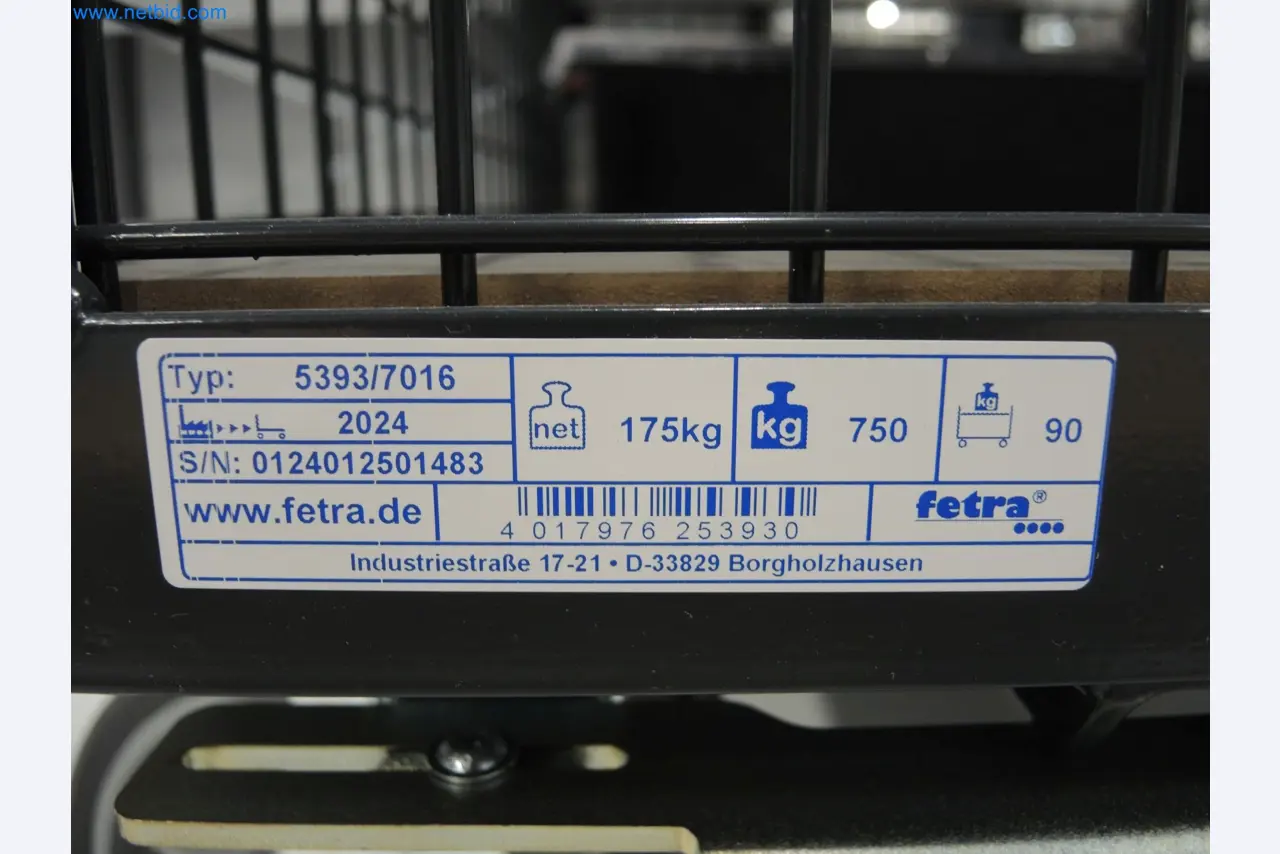 www.netbid.com
Typ: 5393/7016
2024
S/N: 0124012501483
net 175kg
kg 750
kg 90
www.fetra.de
4 017976 253930
fetra®
Industriestraße 17-21 • D-33829 Borgholzhausen